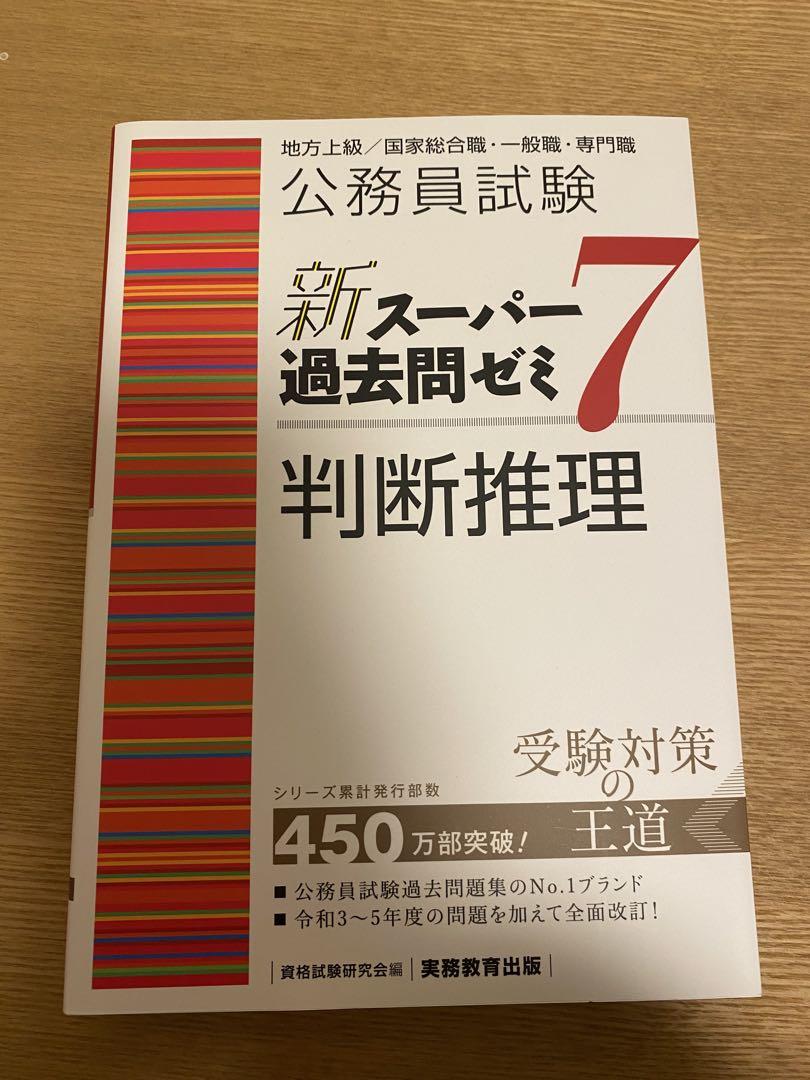 地方上級／国家総合職・一般職・専門職
公務員試験
新スーパー
過去問ゼミ7
判断推理
受験対策
の
王道
シリーズ累計発行部数
450万部突破！
■ 公務員試験過去問題集のNo.1ブランド
■ 令和3〜5年度の問題を加えて全面改訂！
資格試験研究会編｜実務教育出版